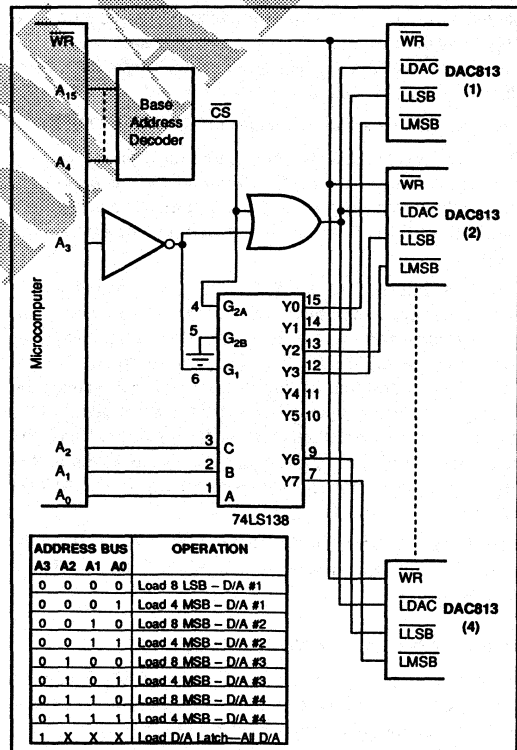 WR
WR
DAC813
A15
Base
Address
Decoder
CS
LDAC
(1)
LLSB
LMSB
A4
WR
DAC813
LDAC
(2)
A3
LLSB
LMSB
Microcomputer
4
G2A
Y0
15
Y1
14
5
G2B
Y2
13
6
G1
Y3
12
Y4
11
Y5
10
A2
3
C
Y6
9
A1
2
B
Y7
7
A0
1
A
74LS138
ADDRESS BUS OPERATION
A3 A2 A1 A0
0 0 0 0 Load 8 LSB – D/A #1
0 0 0 1 Load 4 MSB – D/A #1
0 0 1 0 Load 8 MSB – D/A #2
0 0 1 1 Load 4 MSB – D/A #2
0 1 0 0 Load 8 MSB – D/A #3
0 1 0 1 Load 4 MSB – D/A #3
0 1 1 0 Load 8 MSB – D/A #4
0 1 1 1 Load 4 MSB – D/A #4
1 X X X Load D/A Latch—All D/A
WR
LDAC
DAC813
LLSB
(4)
LMSB